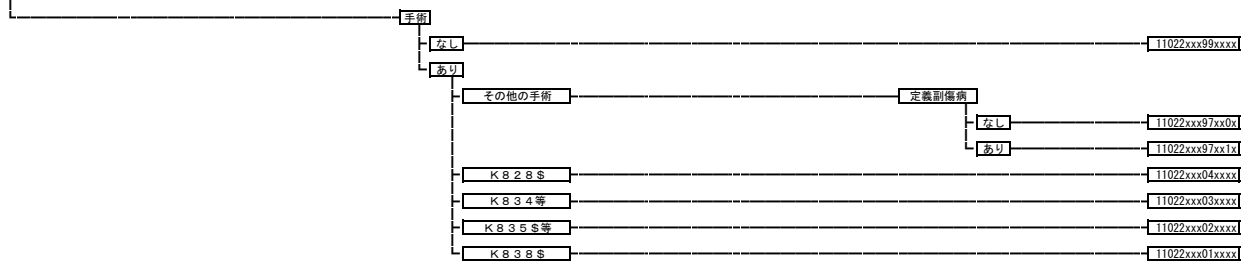 手術
なし 11022xxx99xxxx
あり
その他の手術 定義副傷病
なし 11022xxx97xx0x
あり 11022xxx97xx1x
Ｋ８２８＄ 11022xxx04xxxx
Ｋ８３４等 11022xxx03xxxx
Ｋ８３５＄等 11022xxx02xxxx
Ｋ８３８＄ 11022xxx01xxxx